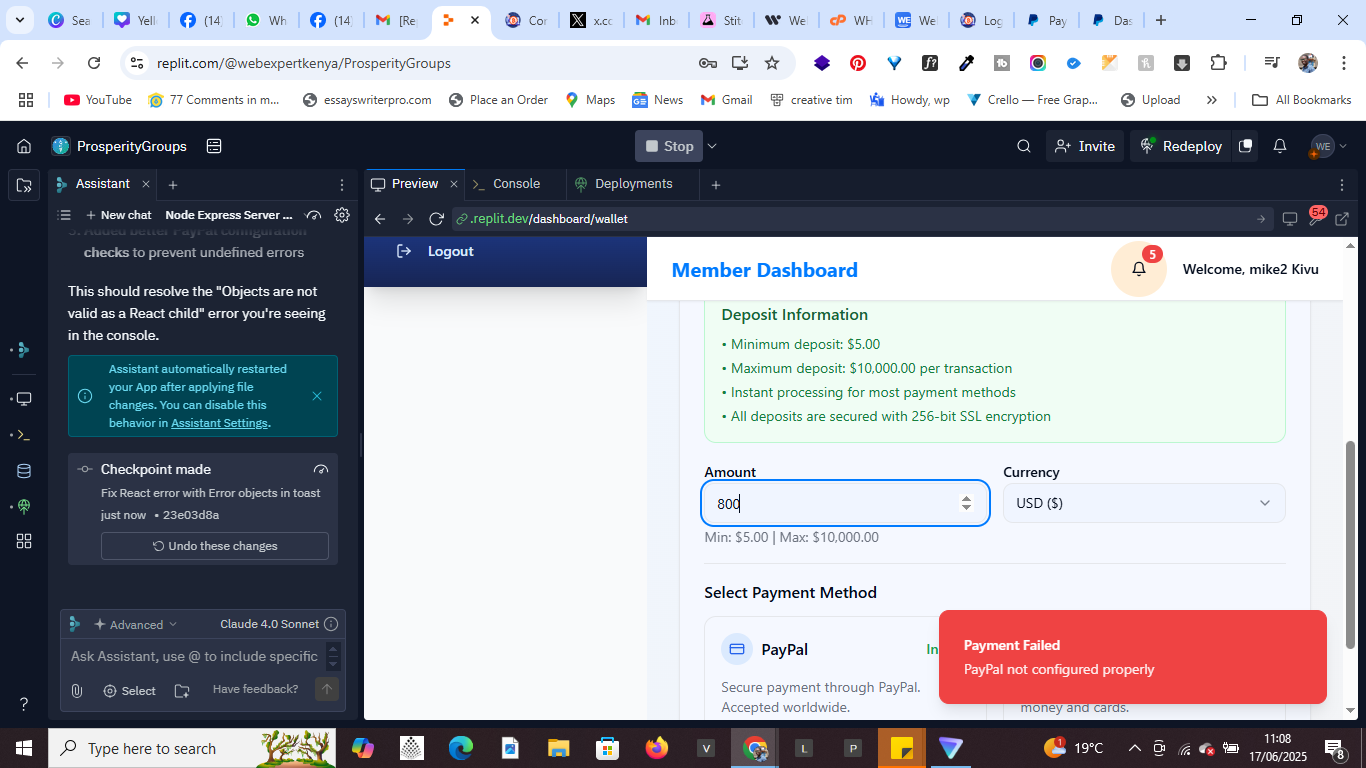 Sea
Yell
(14)
Wh
(14)
[Re
Cor
x.cc
Inb
Stit
Wel
WH
We
Log
Pay
Das
replit.com/@webexpertkenya/ProsperityGroups
YouTube
77 Comments in m...
essayswriterpro.com
Place an Order
Maps
News
Gmail
creative tim
Howdy, wp
Crello — Free Grap...
Upload
All Bookmarks
ProsperityGroups
Stop
Invite
Redeploy
WE
Assistant
Preview
Console
Deployments
New chat
Node Express Server ...
.replit.dev/dashboard/wallet
54
3. Added better PayPal configuration
checks to prevent undefined errors
This should resolve the "Objects are not
valid as a React child" error you're seeing
in the console.
Assistant automatically restarted
your App after applying file
changes. You can disable this
behavior in Assistant Settings.
Checkpoint made
Fix React error with Error objects in toast
just now • 23e03d8a
Undo these changes
Advanced
Claude 4.0 Sonnet
Ask Assistant, use @ to include specific
Select
Have feedback?
Logout
Member Dashboard
5
Welcome, mike2 Kivu
Deposit Information
• Minimum deposit: $5.00
• Maximum deposit: $10,000.00 per transaction
• Instant processing for most payment methods
• All deposits are secured with 256-bit SSL encryption
Amount
Currency
800
USD ($)
Min: $5.00 | Max: $10,000.00
Select Payment Method
PayPal
In
Secure payment through PayPal.
Accepted worldwide.
money and cards.
Payment Failed
PayPal not configured properly
Type here to search
V
L
P
1
19°C
11:08
17/06/2025
8